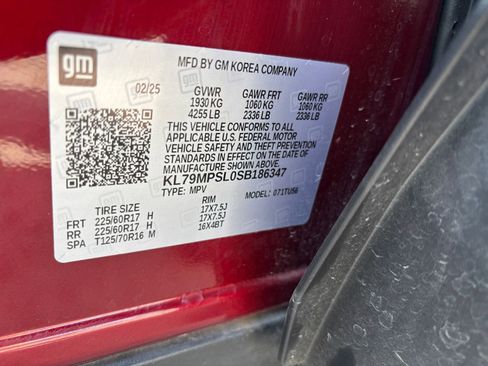 gm
MFD BY GM KOREA COMPANY
02/25 GVWR GAWR FRT GAWR RR
1930 KG 1060 KG 1060 KG
4255 LB 2336 LB 2336 LB
THIS VEHICLE CONFORMS TO ALL
APPLICABLE U.S. FEDERAL MOTOR
VEHICLE SAFETY AND THEFT PREVENTION
STANDARDS IN EFFECT ON THE DATE OF
MANUFACTURE SHOWN ABOVE.
KL79MPSL0SB186347
TYPE: MPV MODEL: 071TU56
TIRE SIZE RIM
FRT 225/60R17 H 17X7.5J
RR 225/60R17 H 17X7.5J
SPA T125/70R16 M 16X4BT